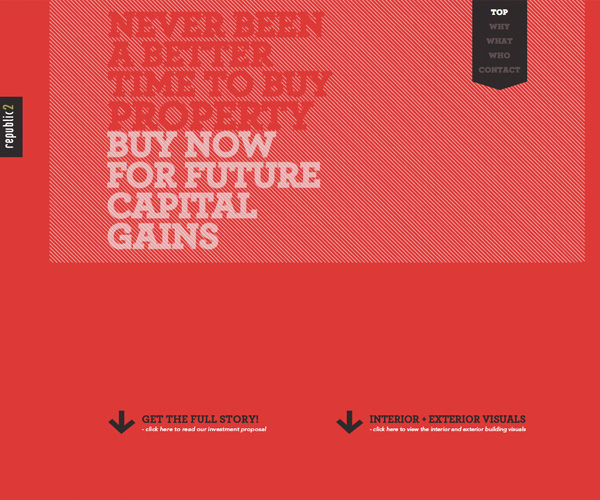 NEVER BEEN
A BETTER
TIME TO BUY
PROPERTY
BUY NOW
FOR FUTURE
CAPITAL
GAINS
TOP
WHY
WHAT
WHO
CONTACT
republic2
GET THE FULL STORY!
- click here to read our investment proposal
INTERIOR + EXTERIOR VISUALS
- click here to view the interior and exterior building visuals